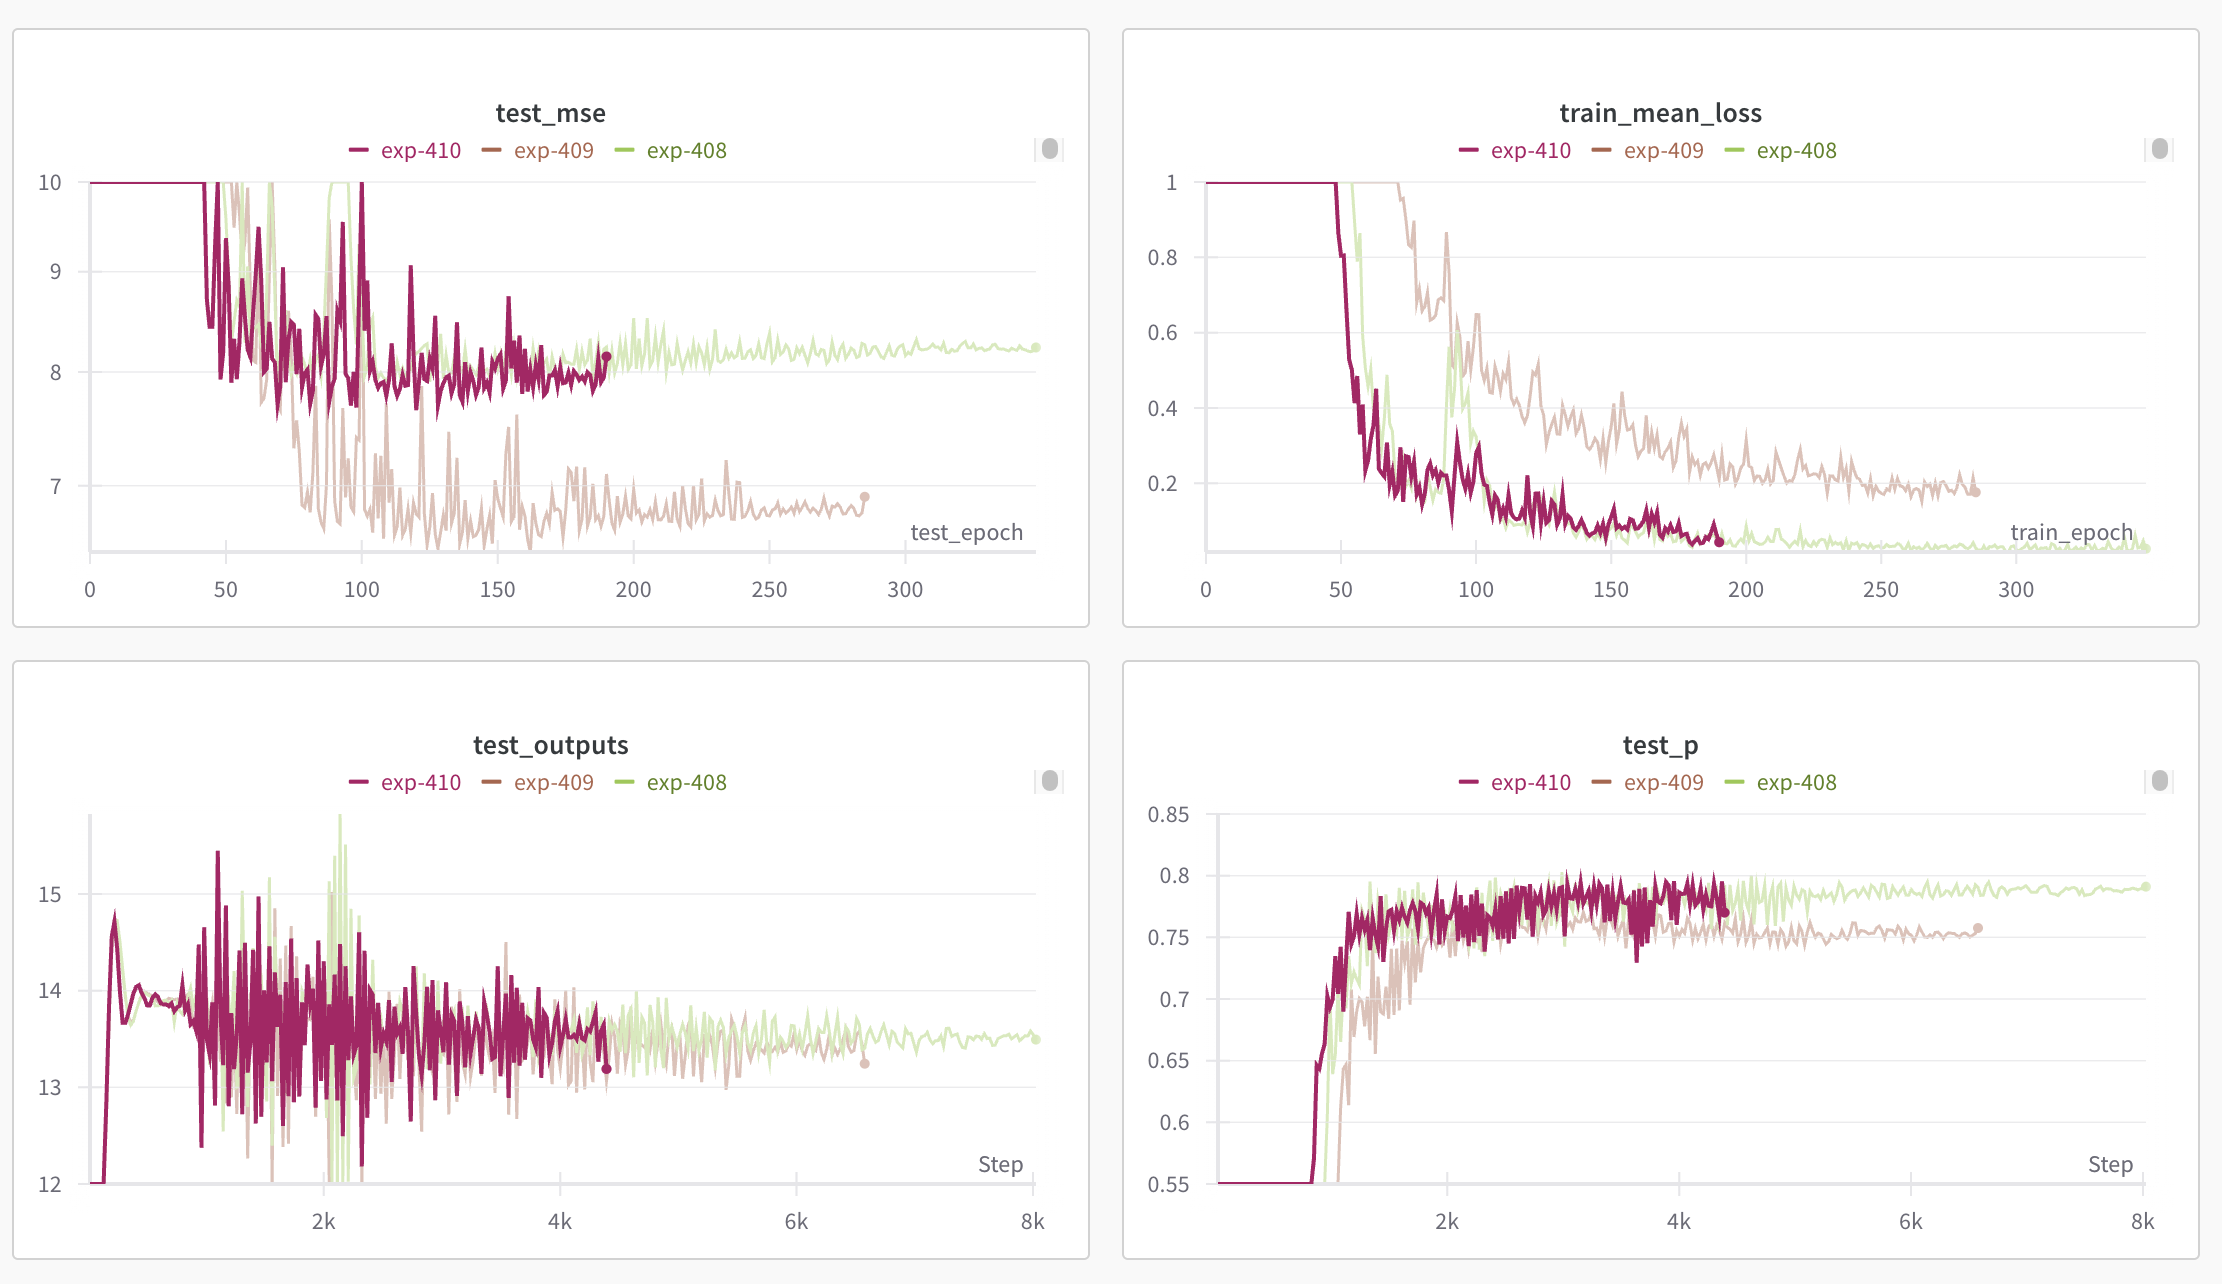 test_mse
exp-410 exp-409 exp-408
10
9
8
7
test_epoch
0 50 100 150 200 250 300
train_mean_loss
exp-410 exp-409 exp-408
1
0.8
0.6
0.4
0.2
train_epoch
0 50 100 150 200 250 300
test_outputs
exp-410 exp-409 exp-408
15
14
13
12
Step
2k 4k 6k 8k
test_p
exp-410 exp-409 exp-408
0.85
0.8
0.75
0.7
0.65
0.6
0.55
Step
2k 4k 6k 8k